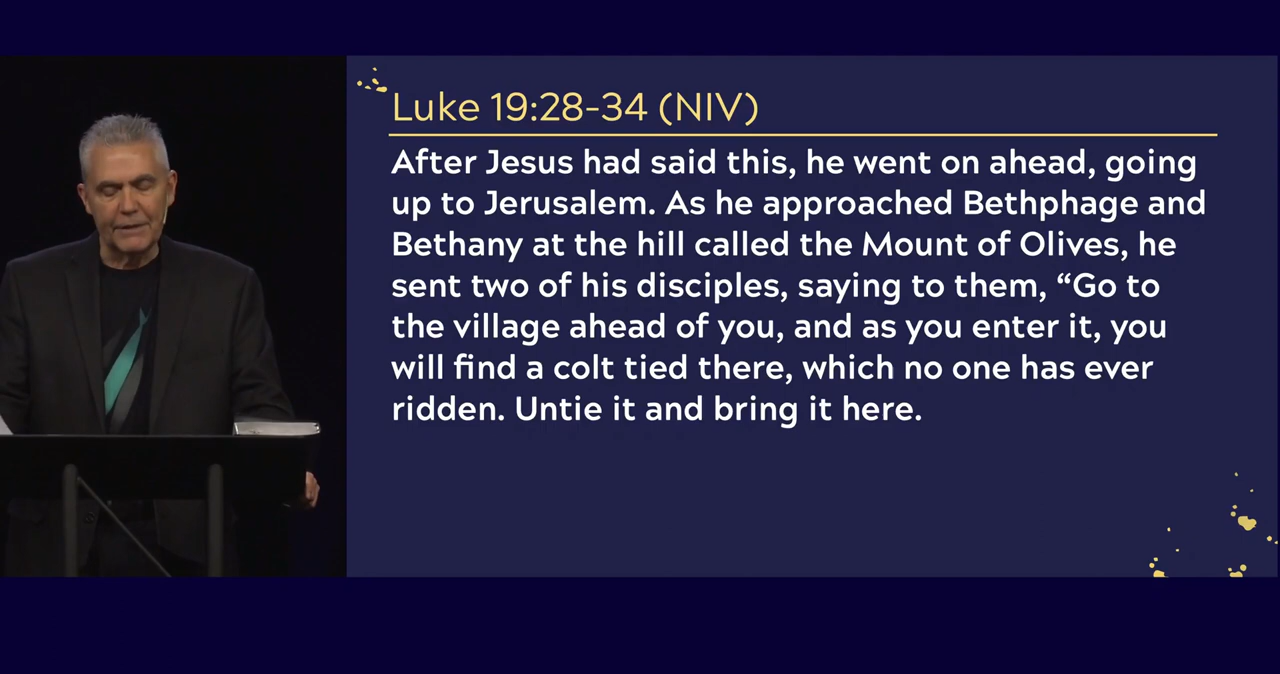 Luke 19:28-34 (NIV)
After Jesus had said this, he went on ahead, going
up to Jerusalem. As he approached Bethphage and
Bethany at the hill called the Mount of Olives, he
sent two of his disciples, saying to them, “Go to
the village ahead of you, and as you enter it, you
will find a colt tied there, which no one has ever
ridden. Untie it and bring it here.